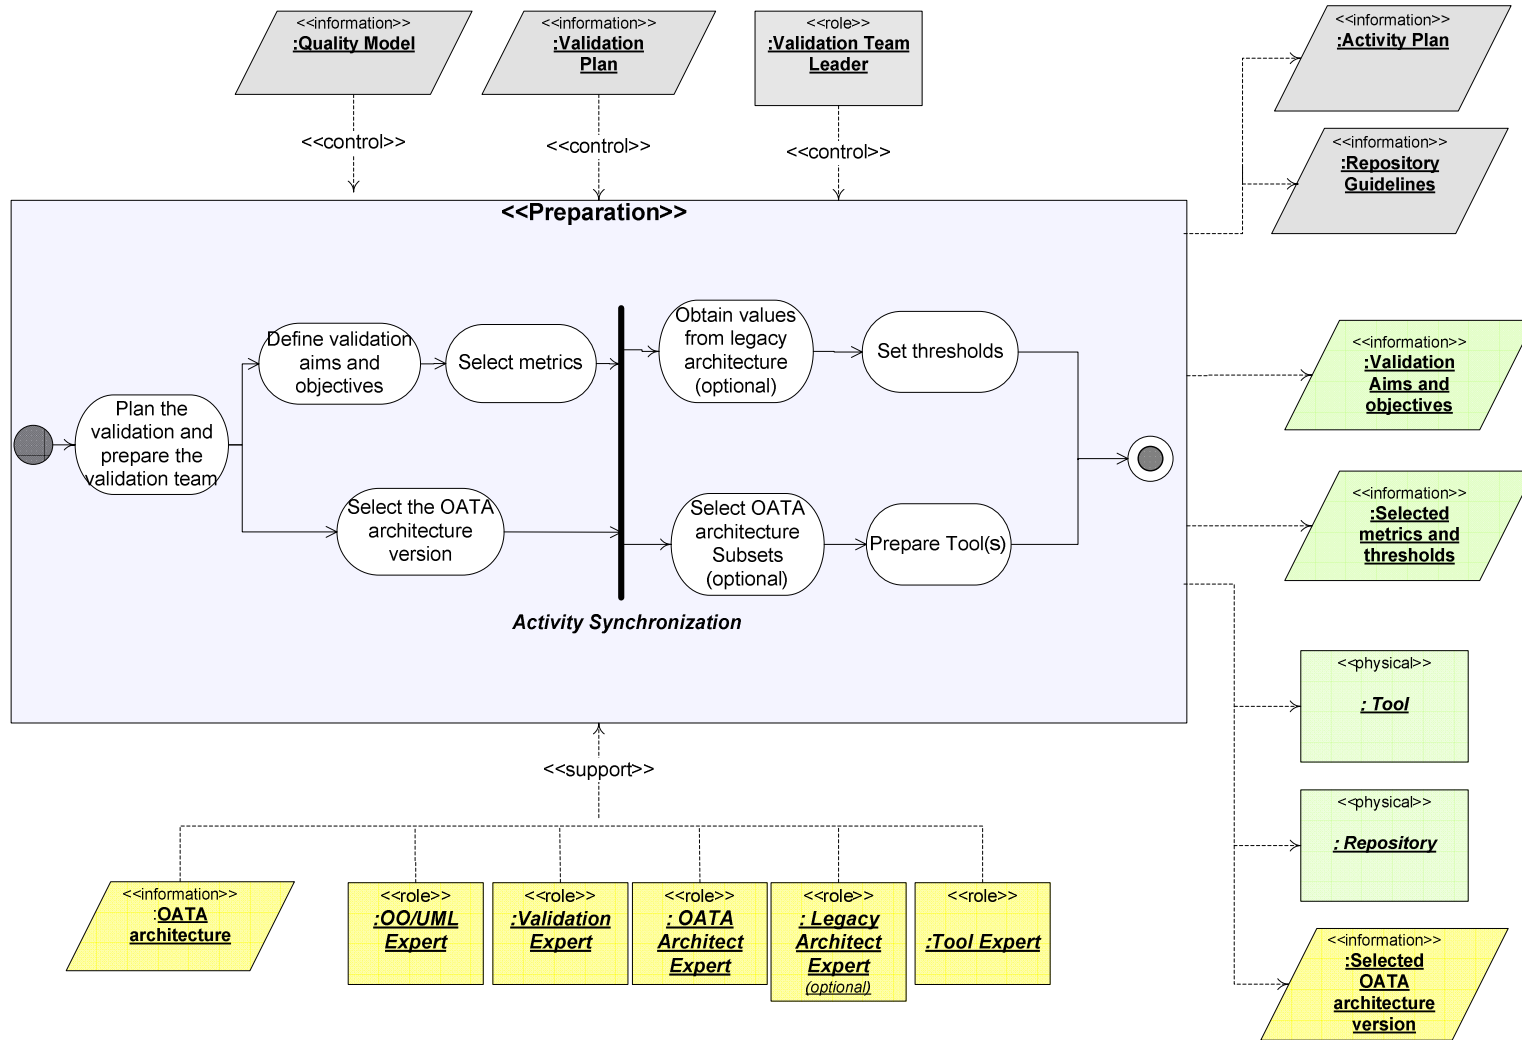 <<information>>
:Quality Model
<<information>>
:Validation
Plan
<<role>>
:Validation Team
Leader
<<information>>
:Activity Plan
<<control>>
<<control>>
<<control>>
<<information>>
:Repository
Guidelines
<<Preparation>>
Plan the
validation and
prepare the
validation team
Define validation
aims and
objectives
Select metrics
Select the OATA
architecture
version
Obtain values
from legacy
architecture
(optional)
Set thresholds
Select OATA
architecture
Subsets
(optional)
Prepare Tool(s)
Activity Synchronization
<<information>>
:Validation
Aims and
objectives
<<information>>
:Selected
metrics and
thresholds
<<physical>>
: Tool
<<physical>>
: Repository
<<information>>
:Selected
OATA
architecture
version
<<support>>
<<information>>
:OATA
architecture
<<role>>
:OO/UML
Expert
<<role>>
:Validation
Expert
<<role>>
: OATA
Architect
Expert
<<role>>
: Legacy
Architect
Expert
(optional)
<<role>>
:Tool Expert